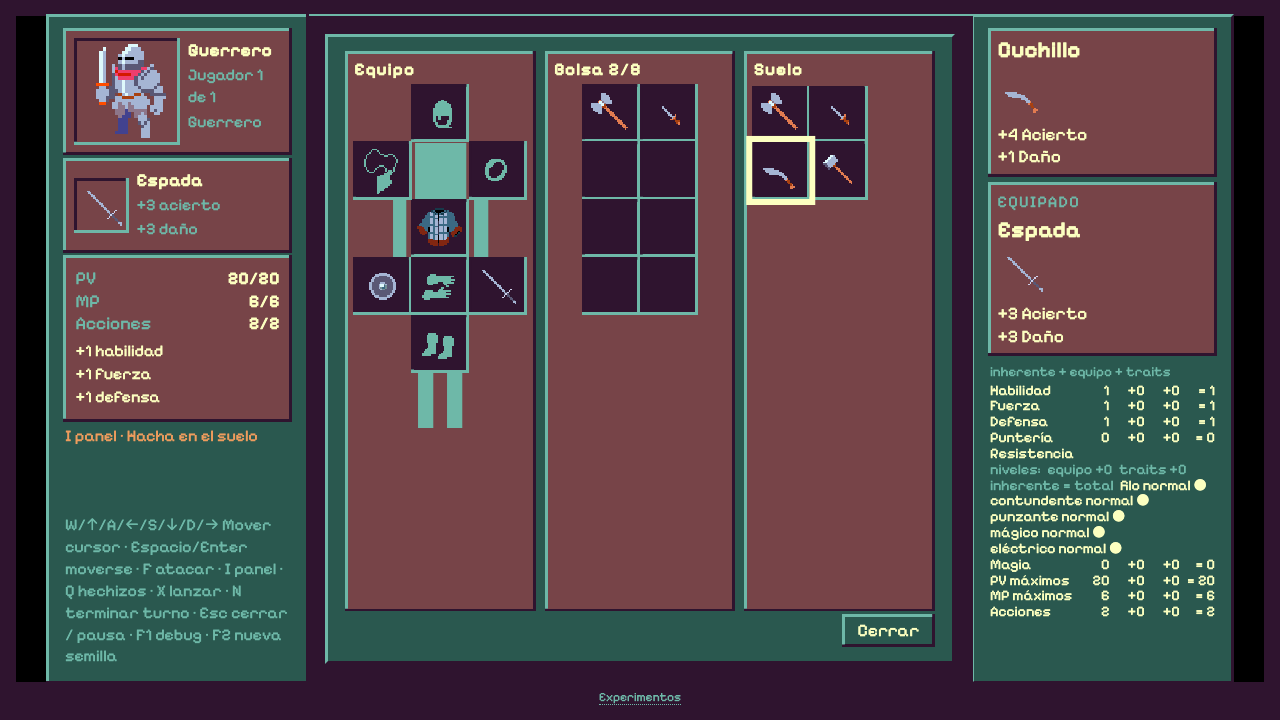 Guerrero
Jugador 1
de 1
Guerrero
Espada
+3 acierto
+3 daño
PV 20/20
MP 6/6
Acciones 2/2
+1 habilidad
+1 fuerza
+1 defensa
I panel · Hacha en el suelo
W/↑/A/←/S/↓/D/→ Mover
cursor · Espacio/Enter
moverse · F atacar · I panel ·
Q hechizos · X lanzar · N
terminar turno · Esc cerrar
/ pausa · F1 debug · F2 nueva
semilla
Equipo
Bolsa 2/8
Suelo
Cerrar
Cuchillo
+4 Acierto
+1 Daño
EQUIPADO
Espada
+3 Acierto
+3 Daño
inherente + equipo + traits
Habilidad 1 +0 +0 = 1
Fuerza 1 +0 +0 = 1
Defensa 1 +0 +0 = 1
Puntería 0 +0 +0 = 0
Resistencia
niveles: equipo +0 traits +0
inherente = total filo normal
contundente normal
punzante normal
mágico normal
eléctrico normal
Magia 0 +0 +0 = 0
PV máximos 20 +0 +0 = 20
MP máximos 6 +0 +0 = 6
Acciones 2 +0 +0 = 2
Experimentos